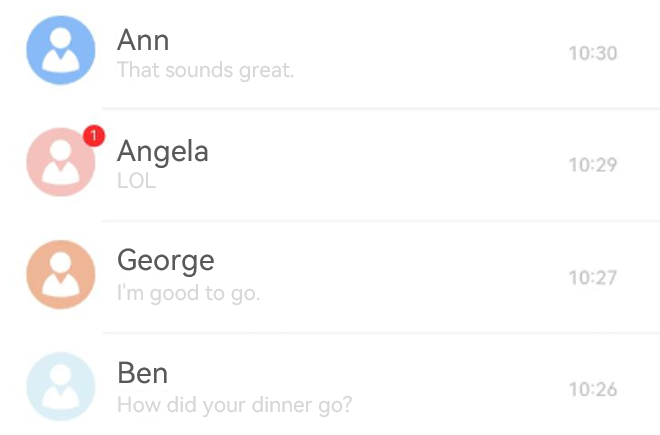 Ann
10:30
That sounds great.
1
Angela
10:29
LOL
George
10:27
I'm good to go.
Ben
10:26
How did your dinner go?